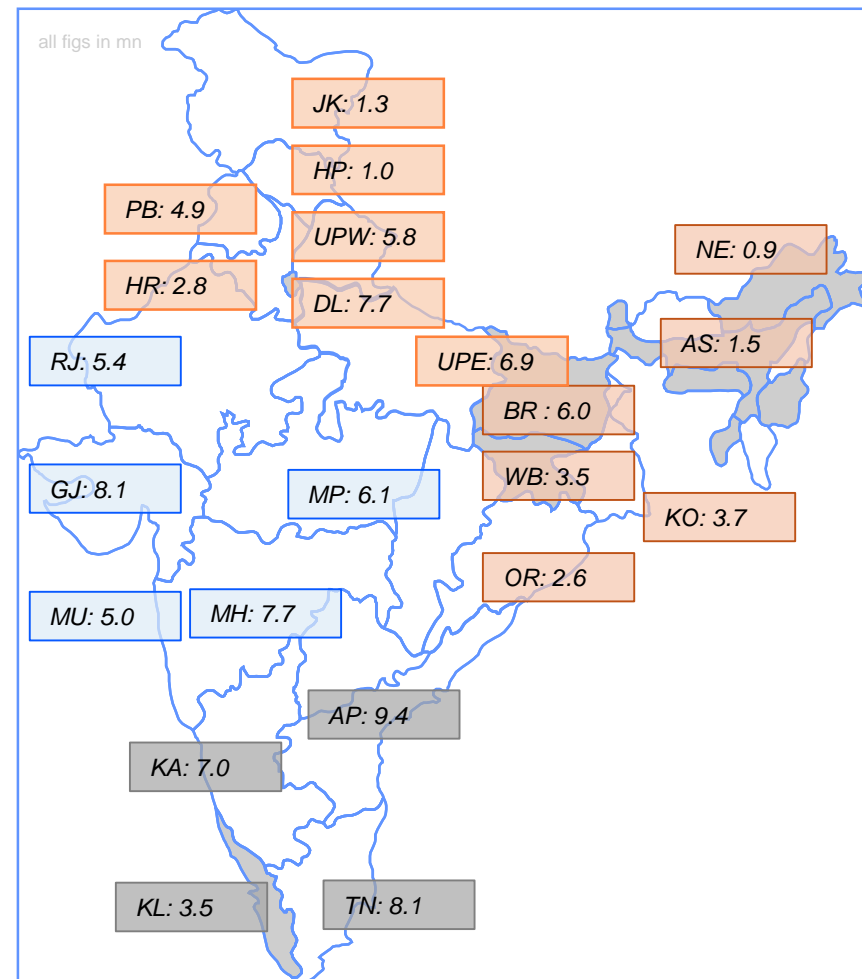 all figs in mn
JK: 1.3
HP: 1.0
PB: 4.9
UPW: 5.8
NE: 0.9
HR: 2.8
DL: 7.7
AS: 1.5
RJ: 5.4
UPE: 6.9
BR : 6.0
GJ: 8.1
MP: 6.1
WB: 3.5
KO: 3.7
OR: 2.6
MU: 5.0
MH: 7.7
AP: 9.4
KA: 7.0
KL: 3.5
TN: 8.1